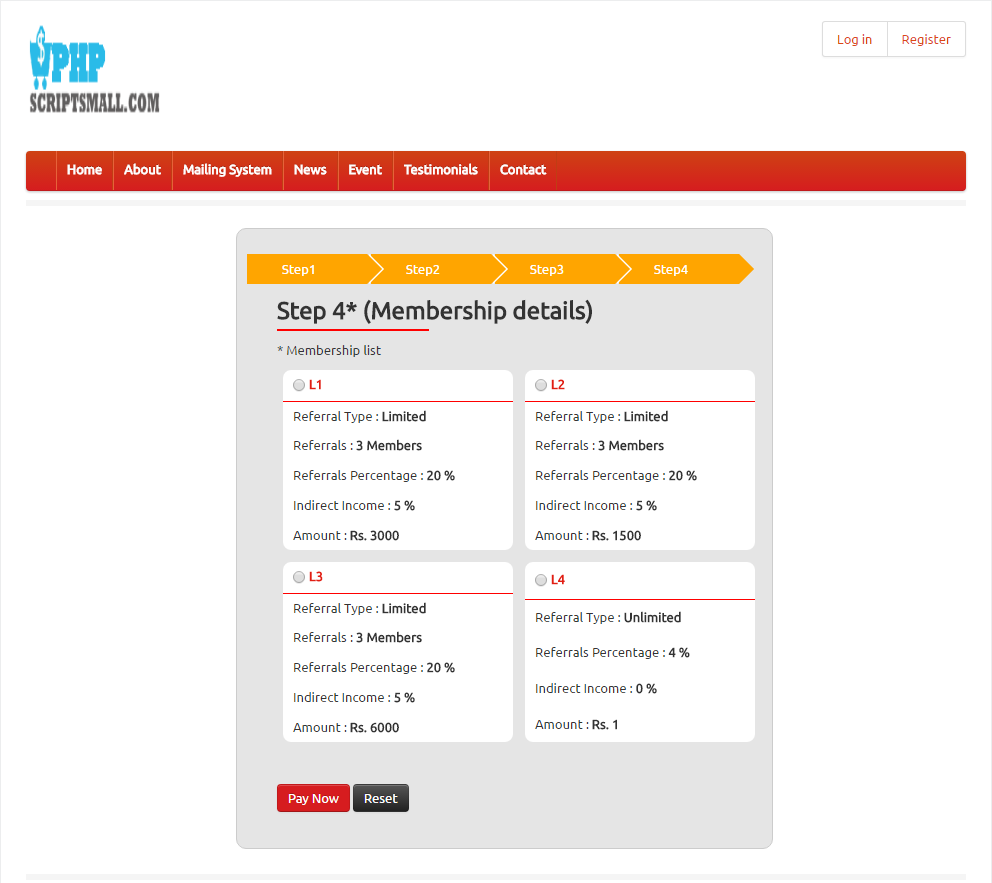 PHP
SCRIPTSMALL.COM
Log in
Register
Home
About
Mailing System
News
Event
Testimonials
Contact
Step1
Step2
Step3
Step4
Step 4* (Membership details)
* Membership list
L1
Referral Type : Limited
Referrals : 3 Members
Referrals Percentage : 20 %
Indirect Income : 5 %
Amount : Rs. 3000
L2
Referral Type : Limited
Referrals : 3 Members
Referrals Percentage : 20 %
Indirect Income : 5 %
Amount : Rs. 1500
L3
Referral Type : Limited
Referrals : 3 Members
Referrals Percentage : 20 %
Indirect Income : 5 %
Amount : Rs. 6000
L4
Referral Type : Unlimited
Referrals Percentage : 4 %
Indirect Income : 0 %
Amount : Rs. 1
Pay Now
Reset